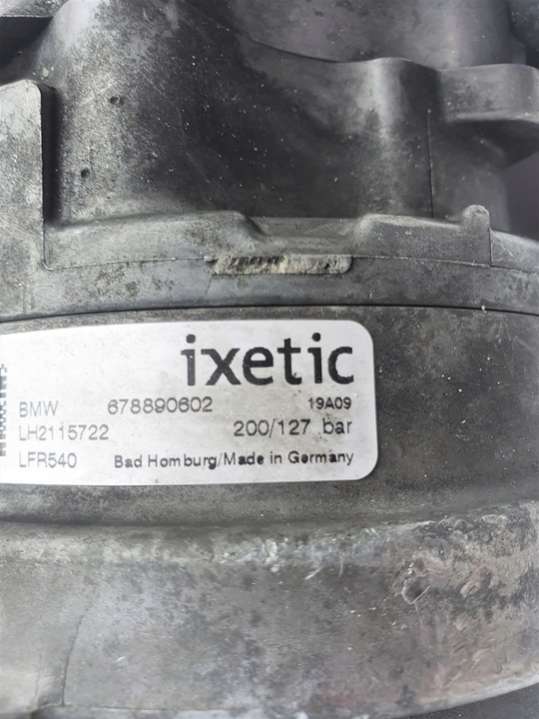 ixetic
BMW 678890602 19A09
LH2115722 200/127 bar
LFR540 Bad Homburg/Made in Germany